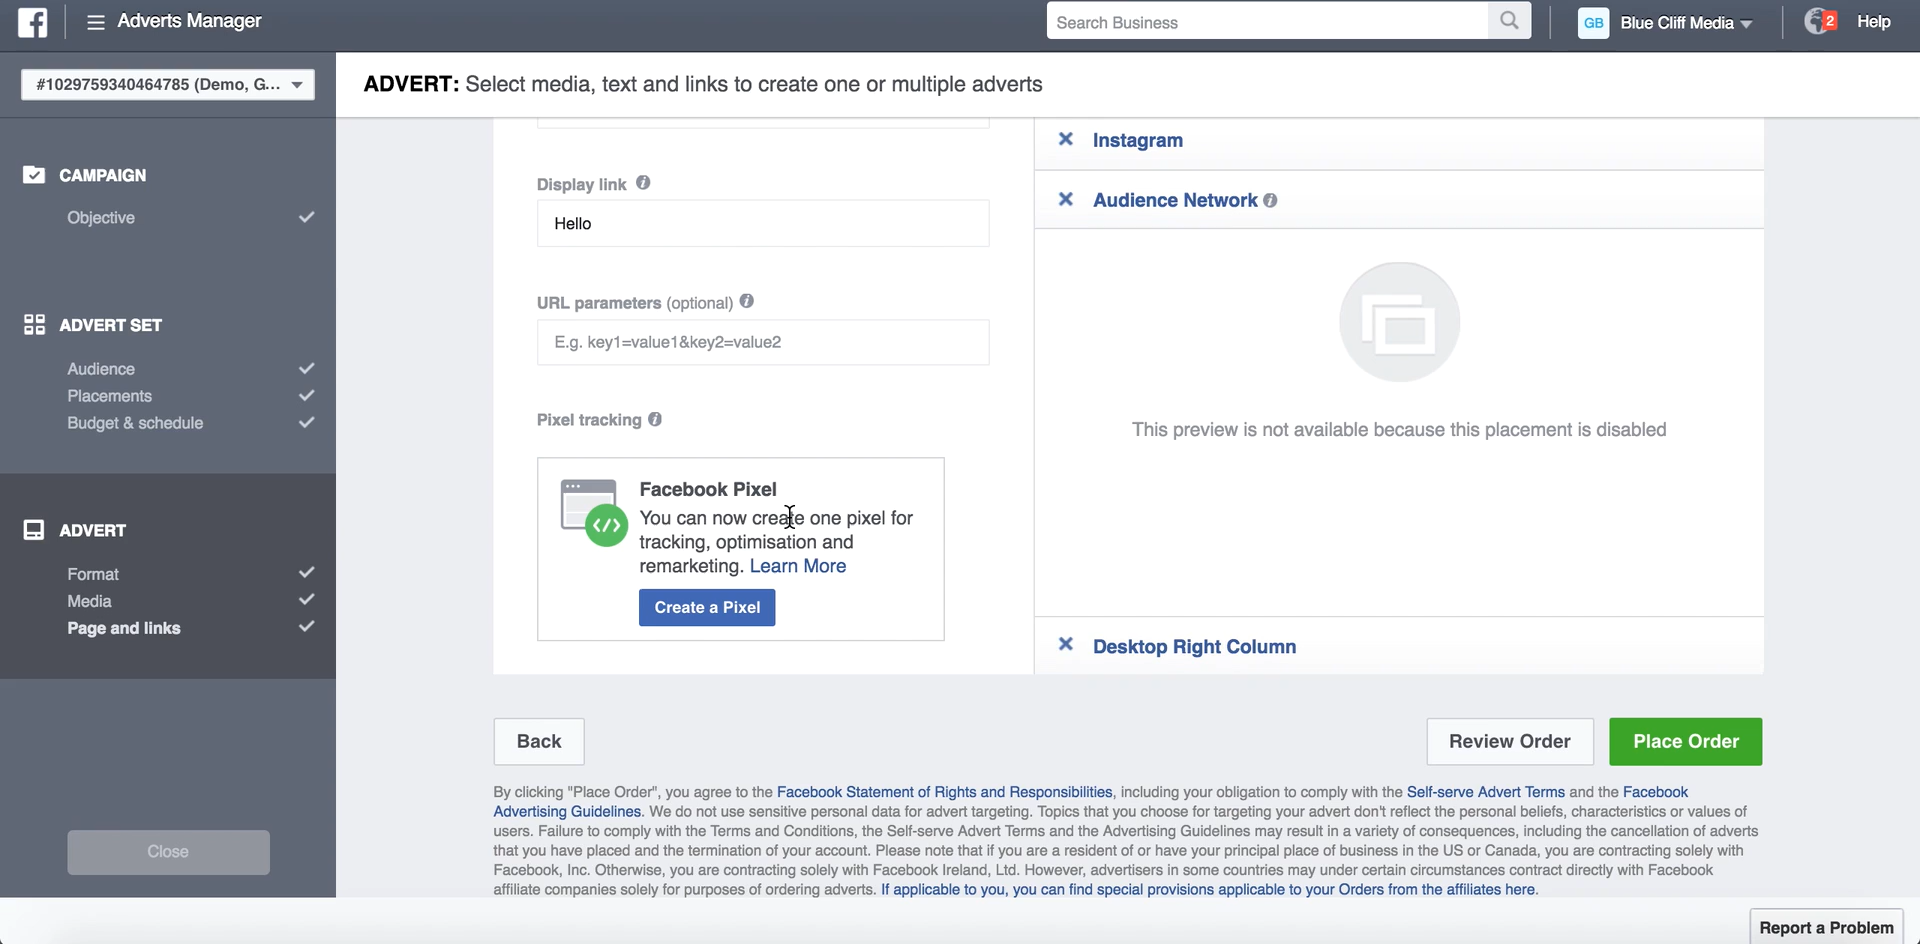 Adverts Manager
Search Business
GB Blue Cliff Media
2
Help
#1029759340464785 (Demo, G...
ADVERT: Select media, text and links to create one or multiple adverts
CAMPAIGN
Objective
ADVERT SET
Audience
Placements
Budget & schedule
ADVERT
Format
Media
Page and links
Close
Display link
Hello
URL parameters (optional)
E.g. key1=value1&key2=value2
Pixel tracking
Facebook Pixel
You can now create one pixel for
tracking, optimisation and
remarketing. Learn More
Create a Pixel
Instagram
Audience Network
This preview is not available because this placement is disabled
Desktop Right Column
Back
Review Order
Place Order
By clicking "Place Order", you agree to the Facebook Statement of Rights and Responsibilities, including your obligation to comply with the Self-serve Advert Terms and the Facebook
Advertising Guidelines. We do not use sensitive personal data for advert targeting. Topics that you choose for targeting your advert don't reflect the personal beliefs, characteristics or values of
users. Failure to comply with the Terms and Conditions, the Self-serve Advert Terms and the Advertising Guidelines may result in a variety of consequences, including the cancellation of adverts
that you have placed and the termination of your account. Please note that if you are a resident of or have your principal place of business in the US or Canada, you are contracting solely with
Facebook, Inc. Otherwise, you are contracting solely with Facebook Ireland, Ltd. However, advertisers in some countries may under certain circumstances contract directly with Facebook
affiliate companies solely for purposes of ordering adverts. If applicable to you, you can find special provisions applicable to your Orders from the affiliates here.
Report a Problem